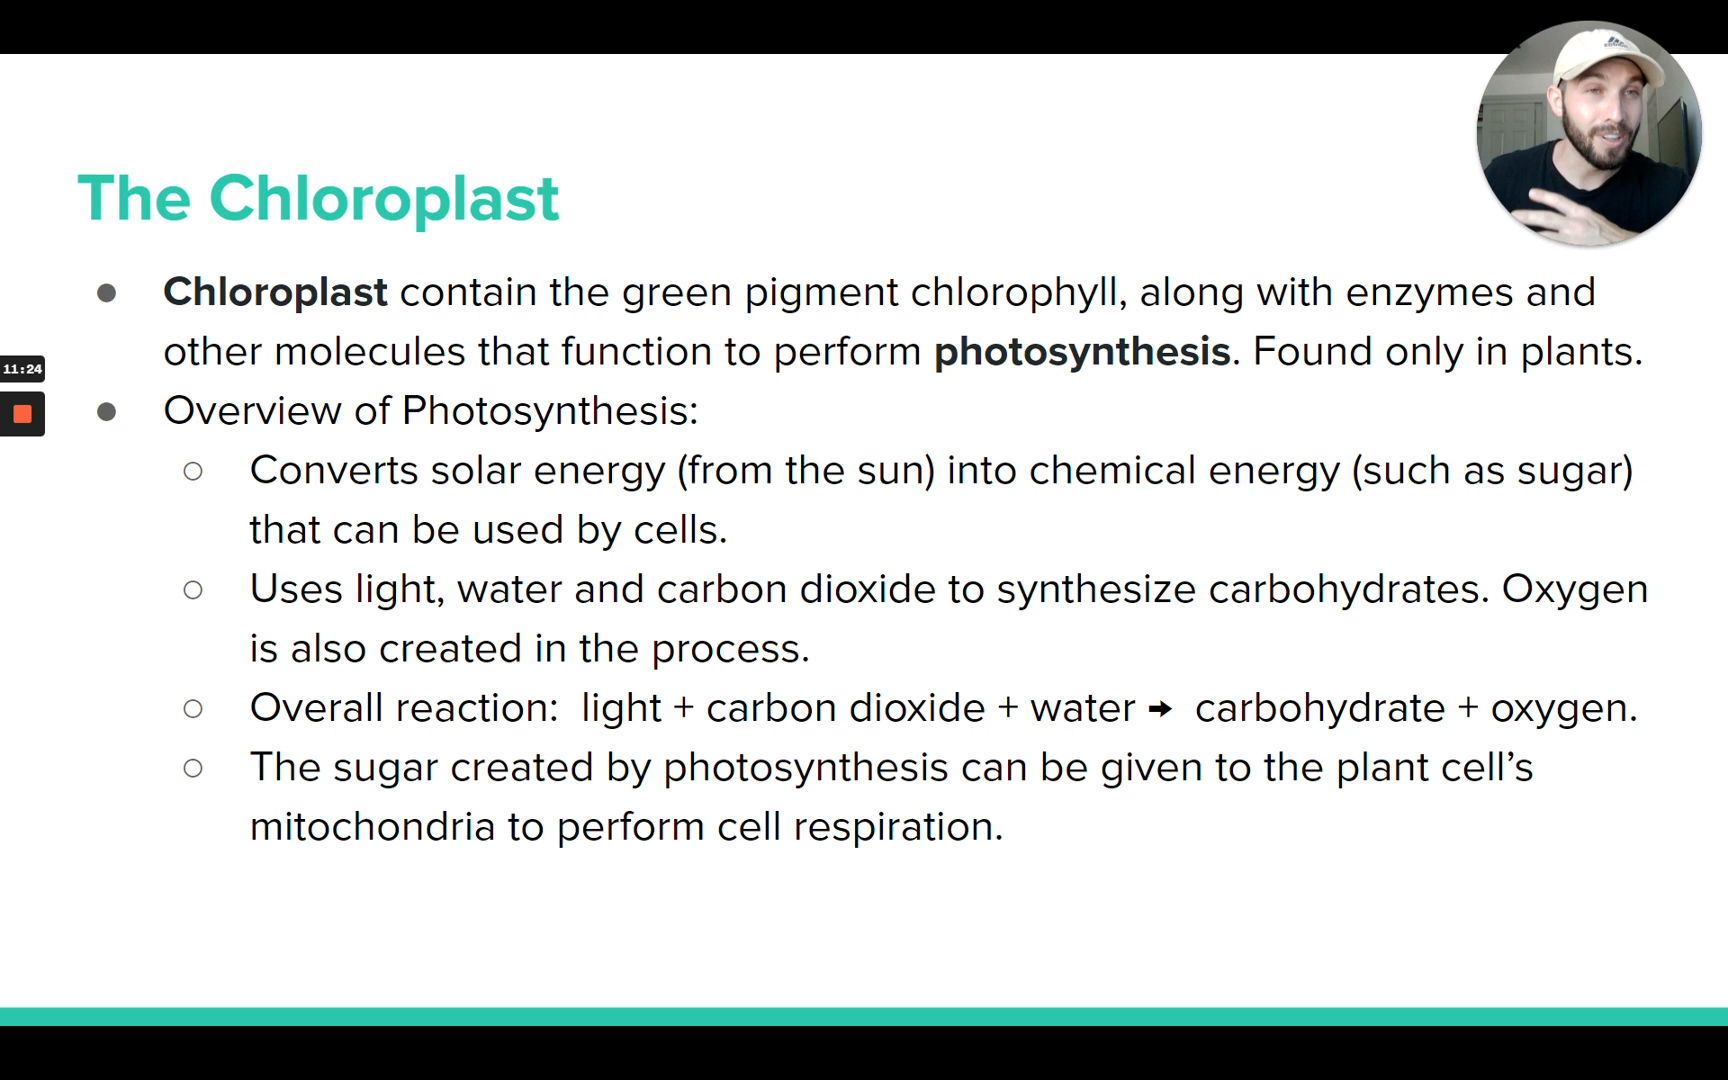 The Chloroplast
● Chloroplast contain the green pigment chlorophyll, along with enzymes and
other molecules that function to perform photosynthesis. Found only in plants.
● Overview of Photosynthesis:
○ Converts solar energy (from the sun) into chemical energy (such as sugar)
that can be used by cells.
○ Uses light, water and carbon dioxide to synthesize carbohydrates. Oxygen
is also created in the process.
○ Overall reaction:  light + carbon dioxide + water → carbohydrate + oxygen.
○ The sugar created by photosynthesis can be given to the plant cell’s
mitochondria to perform cell respiration.
11:24